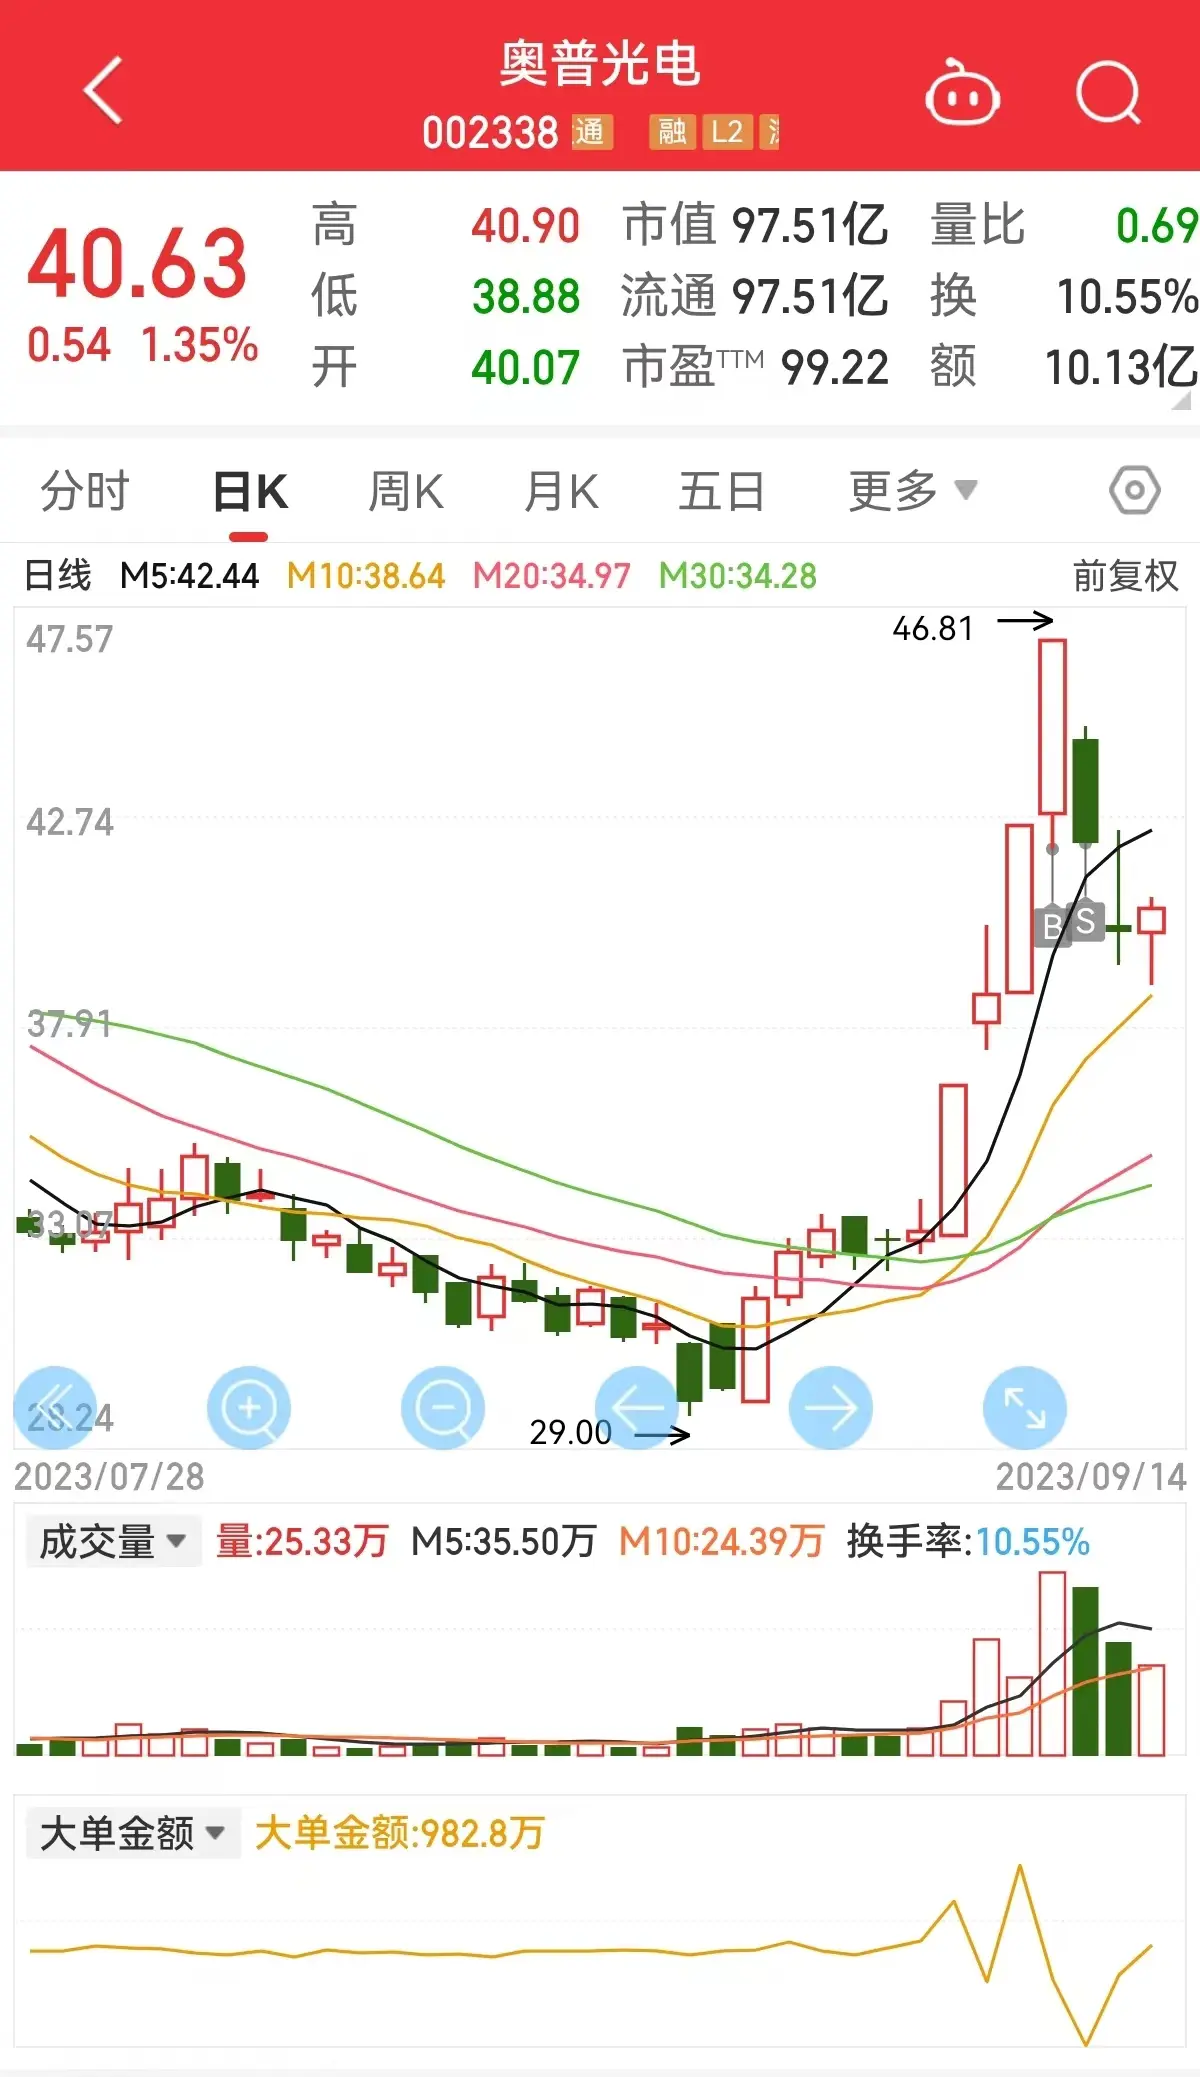 奥普光电
002338 通 融 L2
40.63 高 40.90 市值 97.51亿 量比 0.69
0.54 1.35% 低 38.88 流通 97.51亿 换 10.55%
开 40.07 市盈TTM 99.22 额 10.13亿
分时 日K 周K 月K 五日 更多
日线 M5:42.44 M10:38.64 M20:34.97 M30:34.28 前复权
46.81
47.57
42.74
B S
37.91
33.07
28.24
29.00
2023/07/28 2023/09/14
成交量 量:25.33万 M5:35.50万 M10:24.39万 换手率:10.55%
大单金额 大单金额:982.8万